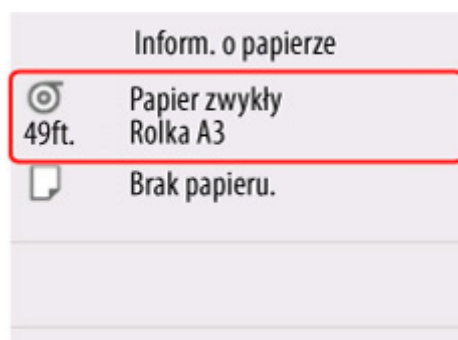 Inform. o papierze
Papier zwykły
49ft. Rolka A3
Brak papieru.